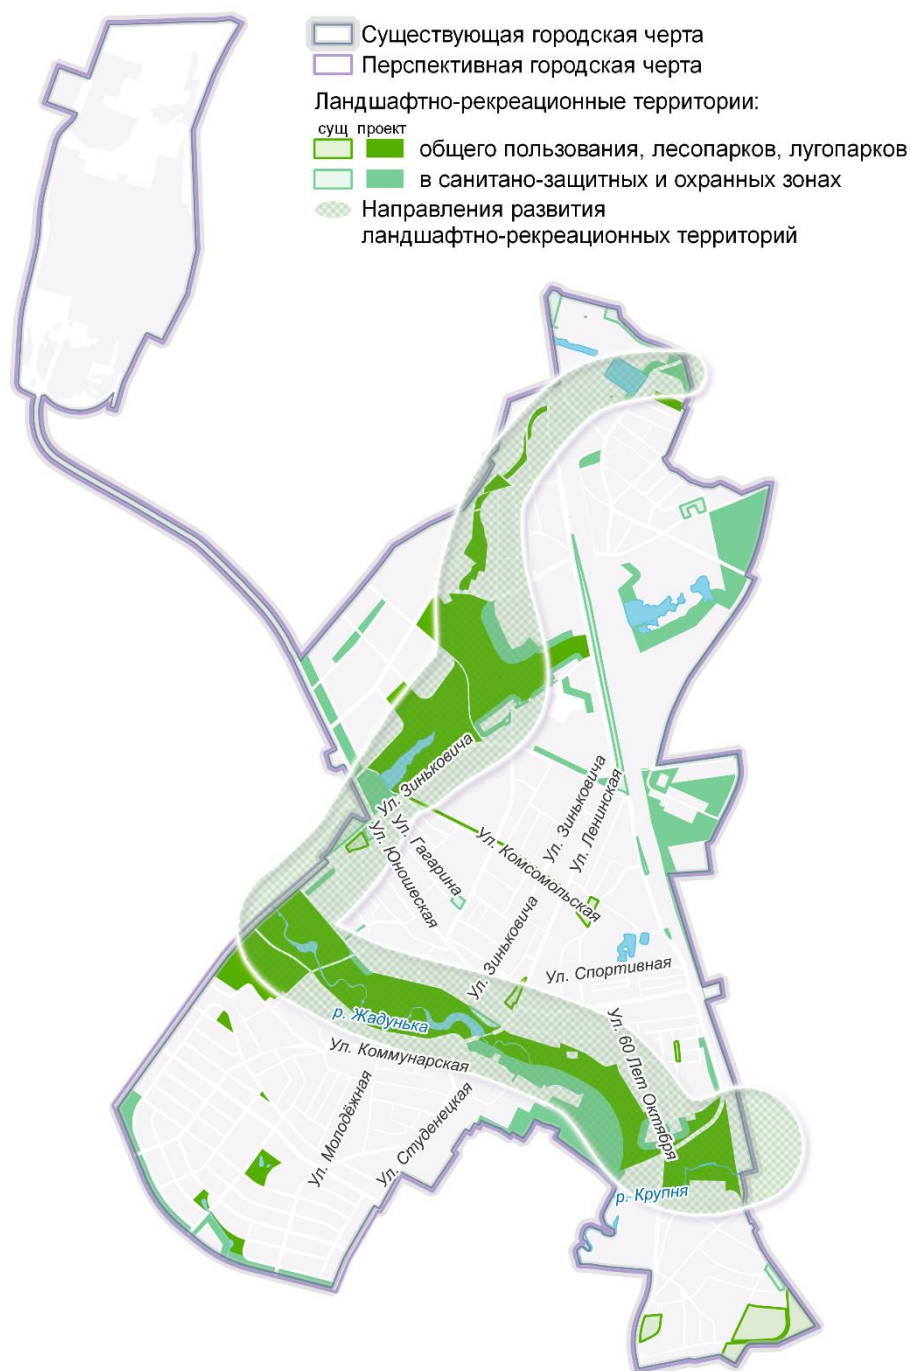 Существующая городская черта
Перспективная городская черта
Ландшафтно-рекреационные территории:
сущ проект
общего пользования, лесопарков, лугопарков
в санитано-защитных и охранных зонах
Направления развития
ландшафтно-рекреационных территорий
Ул. Зиньковича
Ул. Гагарина
Ул. Юношеская
Ул. Комсомольская
Ул. Зиньковича
Ул. Ленинская
Ул. Зиньковича
Ул. Спортивная
р. Жадунька
Ул. Коммунарская
Ул. 60 Лет Октября
Ул. Молодёжная
Ул. Студенецкая
р. Крупня